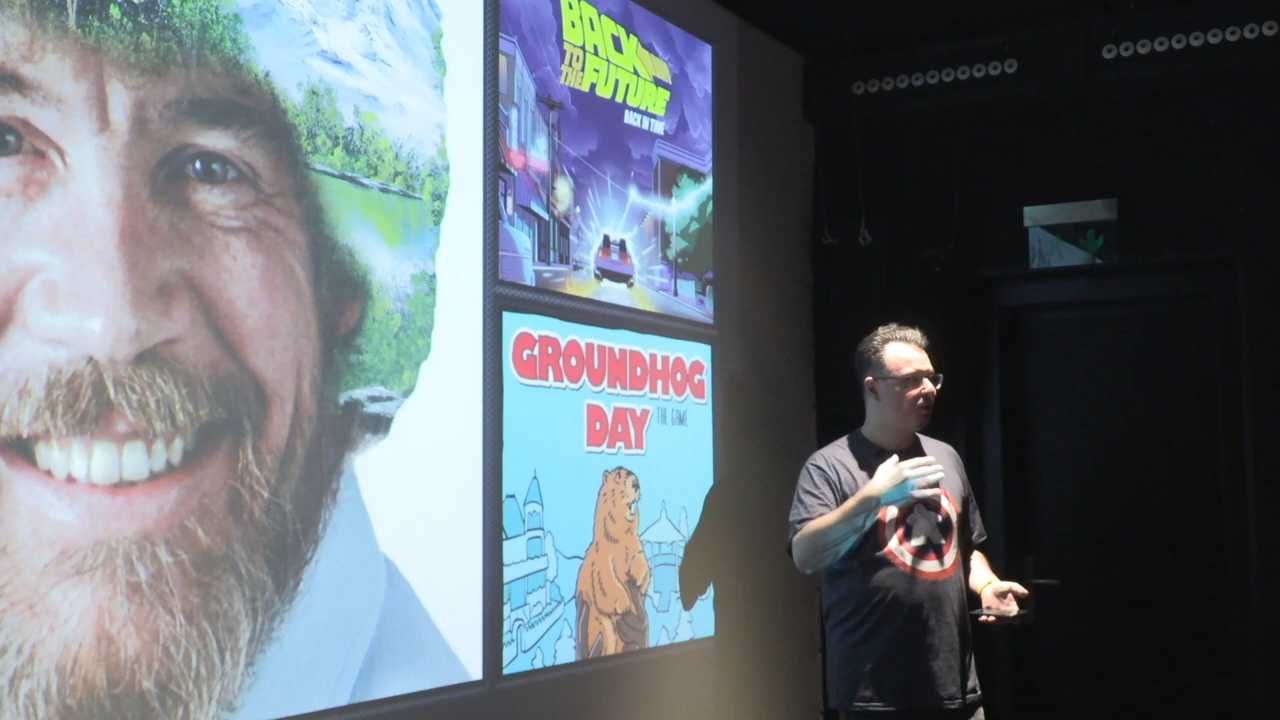 BACK
TO
THE FUTURE
BACK IN TIME
GROUNDHOG
DAY THE GAME